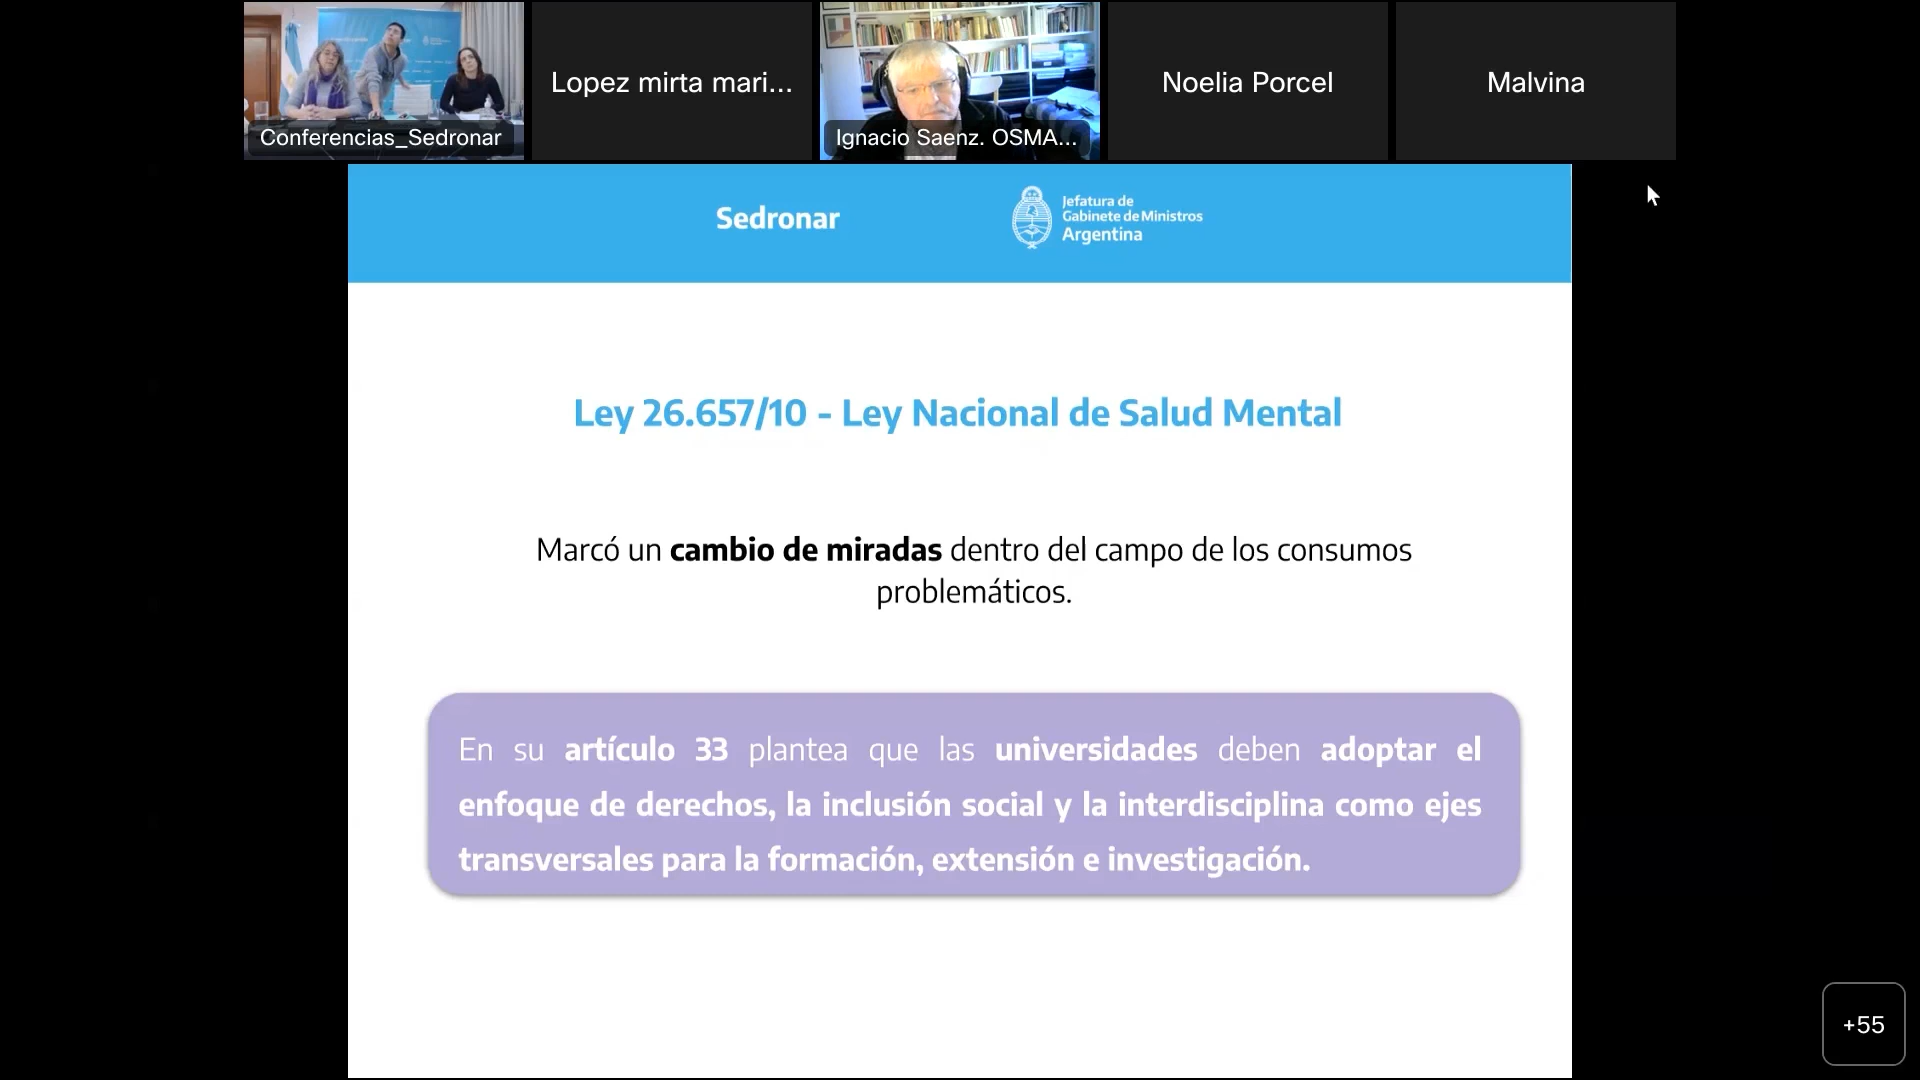 Conferencias_Sedronar
Lopez mirta mari...
Ignacio Saenz. OSMA...
Noelia Porcel
Malvina
Sedronar
Jefatura de
Gabinete de Ministros
Argentina
Ley 26.657/10 - Ley Nacional de Salud Mental
Marcó un cambio de miradas dentro del campo de los consumos
problemáticos.
En su artículo 33 plantea que las universidades deben adoptar el
enfoque de derechos, la inclusión social y la interdisciplina como ejes
transversales para la formación, extensión e investigación.
+55